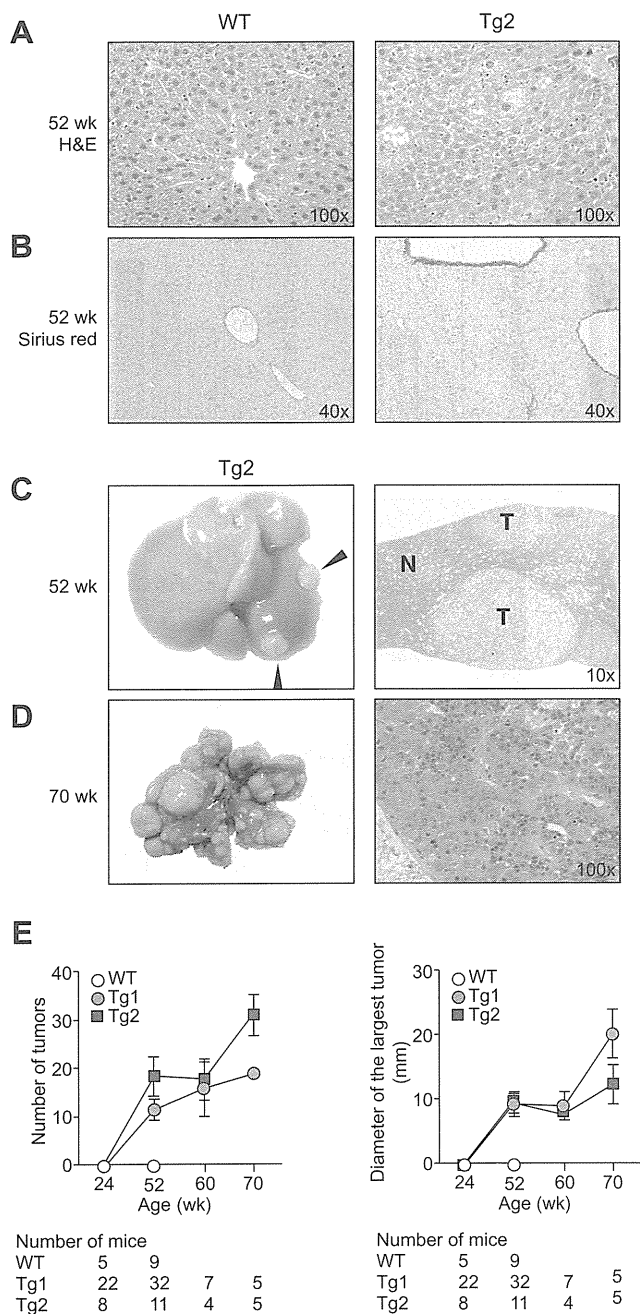 A
WT
Tg2
52 wk
H&E
100x
100x
B
52 wk
Sirius red
40x
40x
Tg2
C
52 wk
T
N
T
10x
D
70 wk
100x
E
Number of tumors
40
30
20
10
0
WT
Tg1
Tg2
24 52 60 70
Age (wk)
Number of mice
WT 5 9
Tg1 22 32 7 5
Tg2 8 11 4 5
Diameter of the largest tumor
(mm)
30
20
10
0
WT
Tg1
Tg2
24 52 60 70
Age (wk)
Number of mice
WT 5 9
Tg1 22 32 7 5
Tg2 8 11 4 5